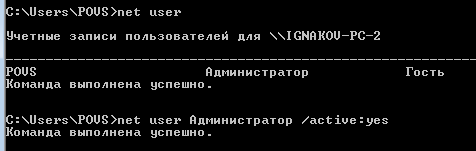 C:\Users\POVS>net user
Учетные записи пользователей для \\IGNAKOV-PC-2
-------------------------------------------------------------------------------
POVS Администратор Гость
Команда выполнена успешно.
C:\Users\POVS>net user Администратор /active:yes
Команда выполнена успешно.